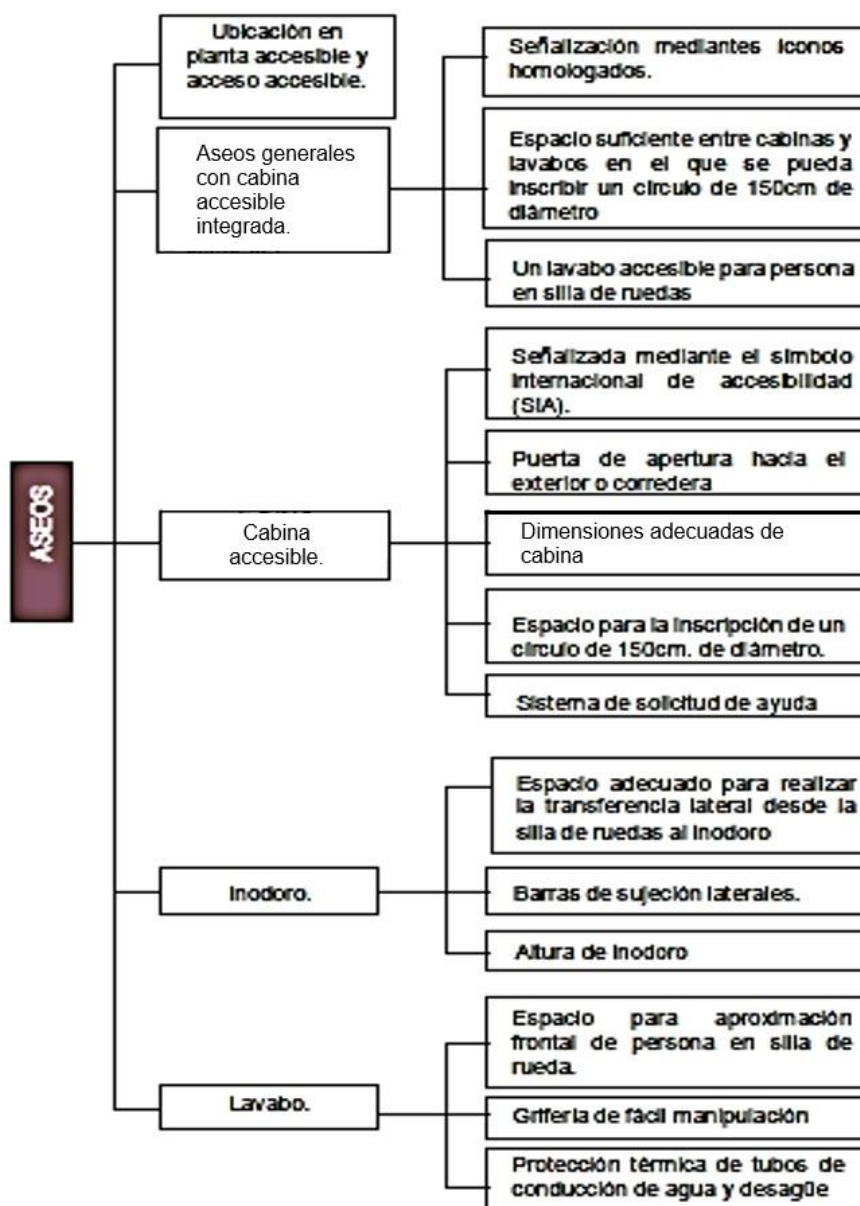 ASEOS
Ubicación en
planta accesible y
acceso accesible.
Aseos generales
con cabina
accesible
integrada.
Señalización mediantes iconos
homologados.
Espacio suficiente entre cabinas y
lavabos en el que se pueda
inscribir un círculo de 150cm de
diámetro
Un lavabo accesible para persona
en silla de ruedas
Cabina
accesible.
Señalizada mediante el símbolo
internacional de accesibilidad
(SIA).
Puerta de apertura hacia el
exterior o corredera
Dimensiones adecuadas de
cabina
Espacio para la inscripción de un
círculo de 150cm. de diámetro.
Sistema de solicitud de ayuda
Inodoro.
Espacio adecuado para realizar
la transferencia lateral desde la
silla de ruedas al inodoro
Barras de sujeción laterales.
Altura de inodoro
Lavabo.
Espacio para aproximación
frontal de persona en silla de
rueda.
Grifería de fácil manipulación
Protección térmica de tubos de
conducción de agua y desagüe